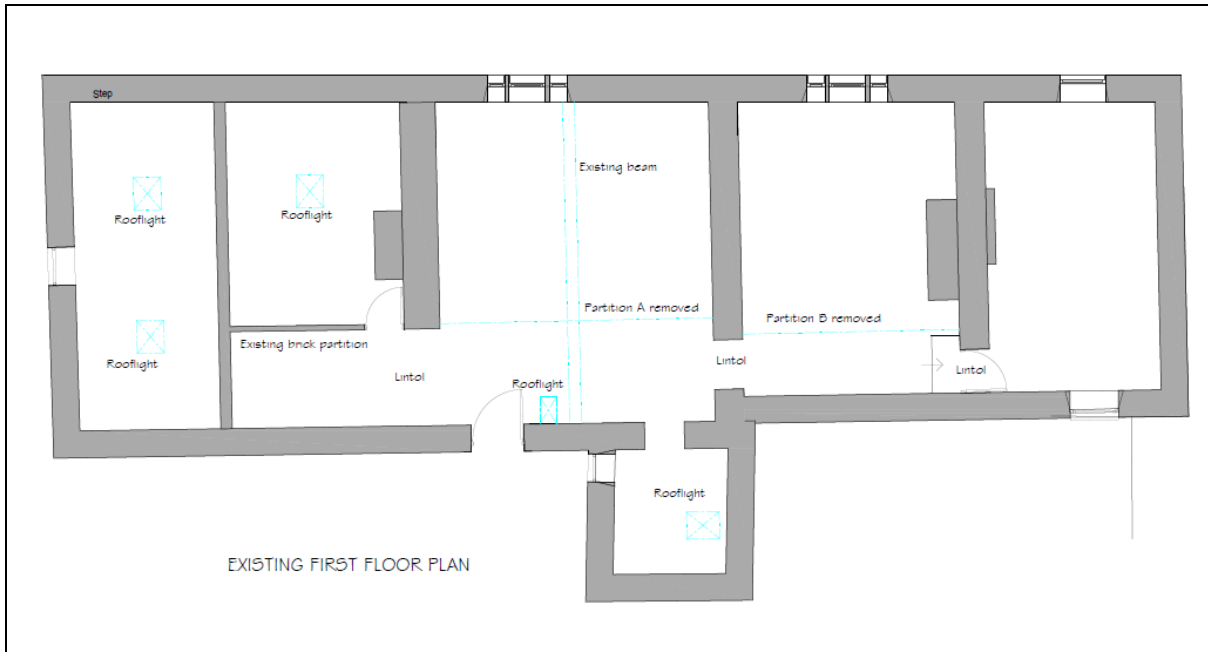 Step
Existing beam
Rooflight
Rooflight
Partition A removed
Partition B removed
Existing brick partition
Rooflight
Lintol
Rooflight
Lintol
Lintol
Rooflight
EXISTING FIRST FLOOR PLAN